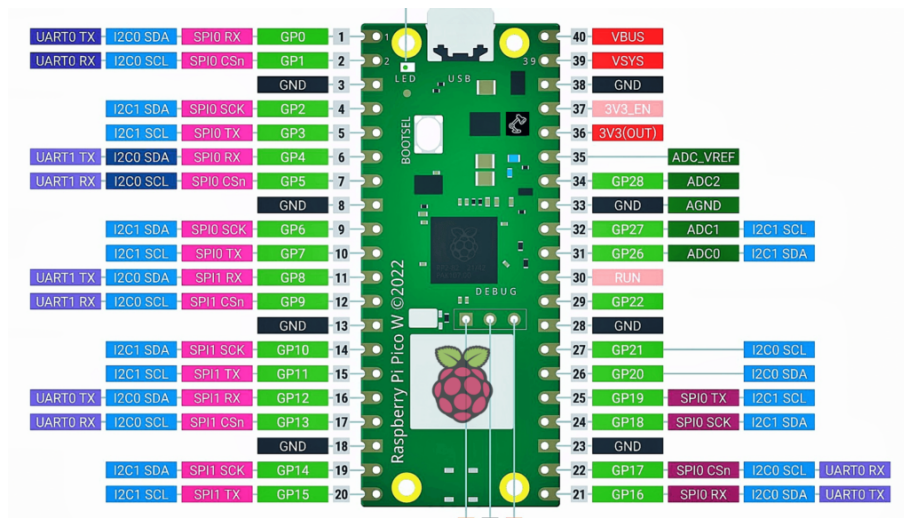 UART0 TX I2C0 SDA SPI0 RX GP0 1 1 40 VBUS
UART0 RX I2C0 SCL SPI0 CSn GP1 2 2 39 39 VSYS
GND 3 LED USB 38 GND
I2C1 SDA SPI0 SCK GP2 4 37 3V3_EN
I2C1 SCL SPI0 TX GP3 5 BOOTSEL 36 3V3(OUT)
UART1 TX I2C0 SDA SPI0 RX GP4 6 35 ADC_VREF
UART1 RX I2C0 SCL SPI0 CSn GP5 7 34 GP28 ADC2
GND 8 33 GND AGND
I2C1 SDA SPI0 SCK GP6 9 32 GP27 ADC1 I2C1 SCL
I2C1 SCL SPI0 TX GP7 10 31 GP26 ADC0 I2C1 SDA
UART1 TX I2C0 SDA SPI1 RX GP8 11 30 RUN
UART1 RX I2C0 SCL SPI1 CSn GP9 12 DEBUG 29 GP22
GND 13 28 GND
I2C1 SDA SPI1 SCK GP10 14 27 GP21 I2C0 SCL
I2C1 SCL SPI1 TX GP11 15 26 GP20 I2C0 SDA
UART0 TX I2C0 SDA SPI1 RX GP12 16 25 GP19 SPI0 TX I2C1 SCL
UART0 RX I2C0 SCL SPI1 CSn GP13 17 24 GP18 SPI0 SCK I2C1 SDA
GND 18 23 GND
I2C1 SDA SPI1 SCK GP14 19 22 GP17 SPI0 CSn I2C0 SCL UART0 RX
I2C1 SCL SPI1 TX GP15 20 21 GP16 SPI0 RX I2C0 SDA UART0 TX
Raspberry Pi Pico W ©2022